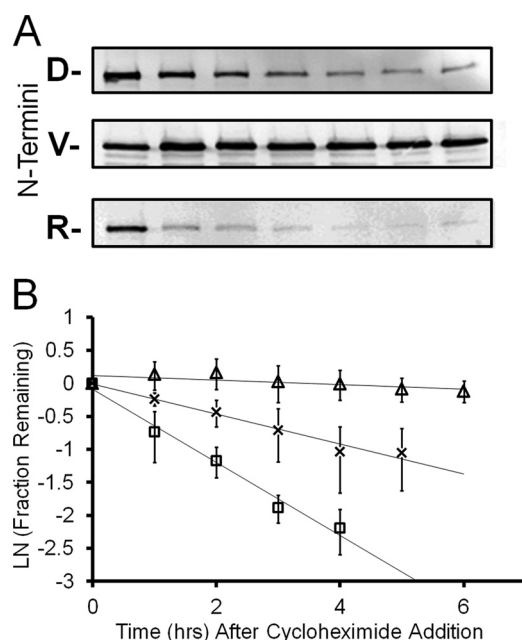 A
N-Termini
D-
V-
R-
B
LN (Fraction Remaining)
1
0.5
0
-0.5
-1
-1.5
-2
-2.5
-3
0 2 4 6
Time (hrs) After Cycloheximide Addition